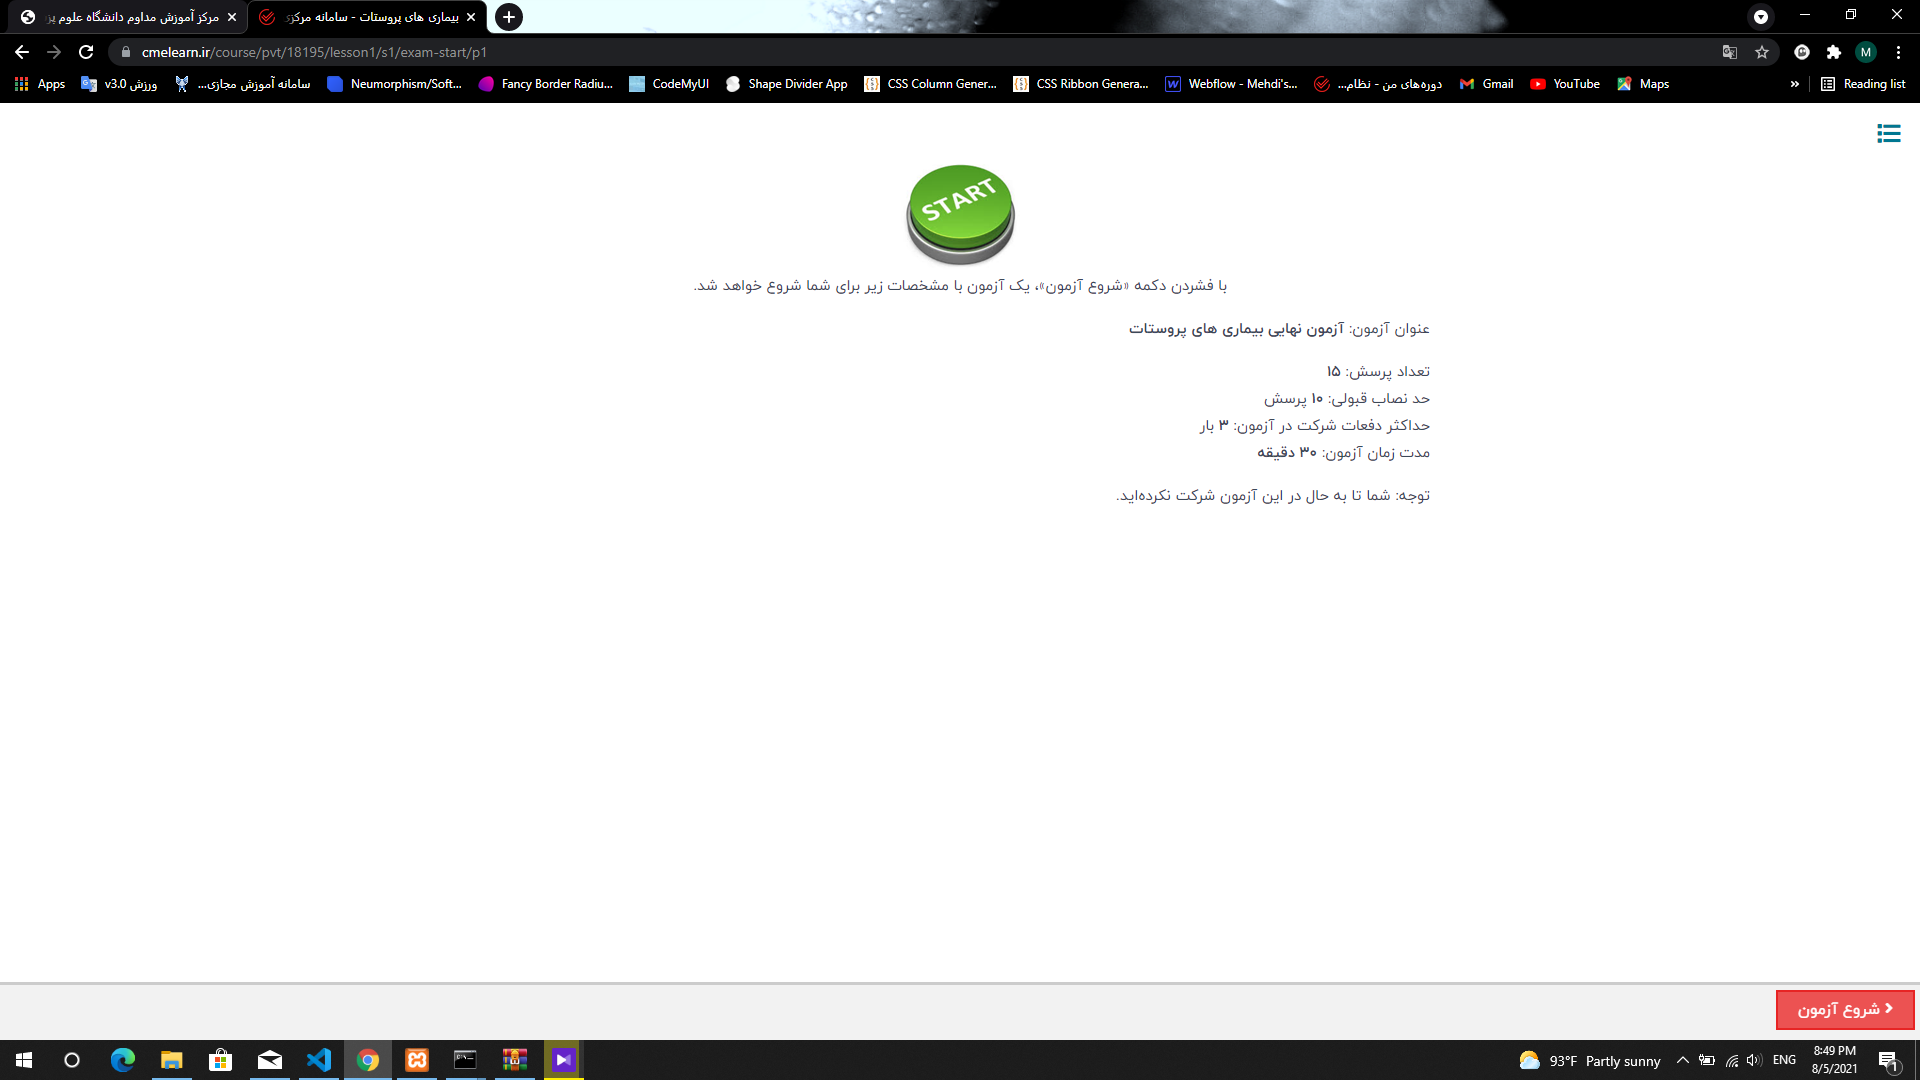 مرکز آموزش مداوم دانشگاه علوم
بیماری های پروستات - سامانه مرکزی
cmelearn.ir/course/pvt/18195/lesson1/s1/exam-start/p1
M
Apps
ورزش v3.0
سامانه آموزش مجازی...
Neumorphism/Soft...
Fancy Border Radiu...
CodeMyUI
Shape Divider App
CSS Column Gener...
CSS Ribbon Genera...
Webflow - Mehdi's...
دوره‌های من - نظام...
Gmail
YouTube
Maps
»
Reading list
START
با فشردن دکمه «شروع آزمون»، یک آزمون با مشخصات زیر برای شما شروع خواهد شد.
عنوان آزمون: آزمون نهایی بیماری های پروستات
تعداد پرسش: ۱۵
حد نصاب قبولی: ۱۰ پرسش
حداکثر دفعات شرکت در آزمون: ۳ بار
مدت زمان آزمون: ۳۰ دقیقه
توجه: شما تا به حال در این آزمون شرکت نکرده‌اید.
شروع آزمون
93°F Partly sunny
ENG
8:49 PM
8/5/2021
1